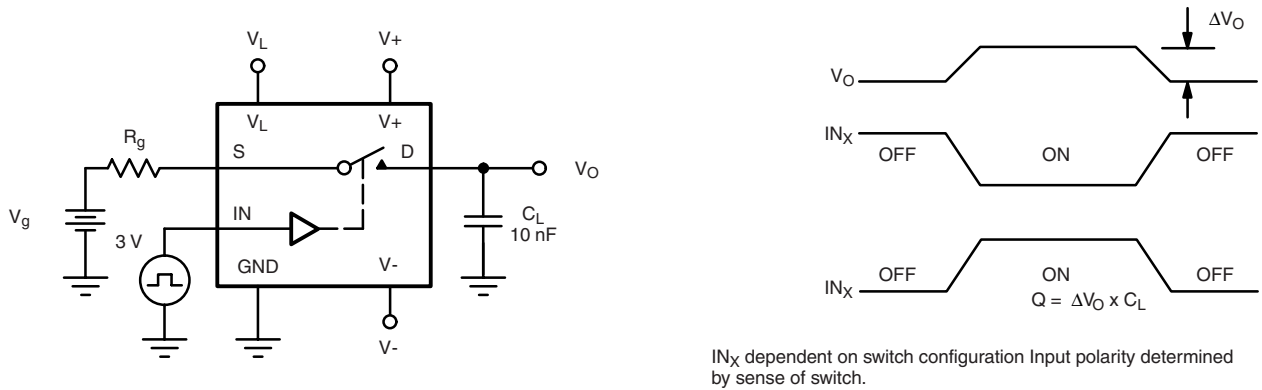 V_L
V+
V_L
V+
R_g
S
D
V_O
V_g
3 V
IN
C_L
10 nF
GND
V-
V-
ΔV_O
V_O
IN_X
OFF
ON
OFF
IN_X
OFF
ON
OFF
Q = ΔV_O x C_L
IN_X dependent on switch configuration Input polarity determined
by sense of switch.